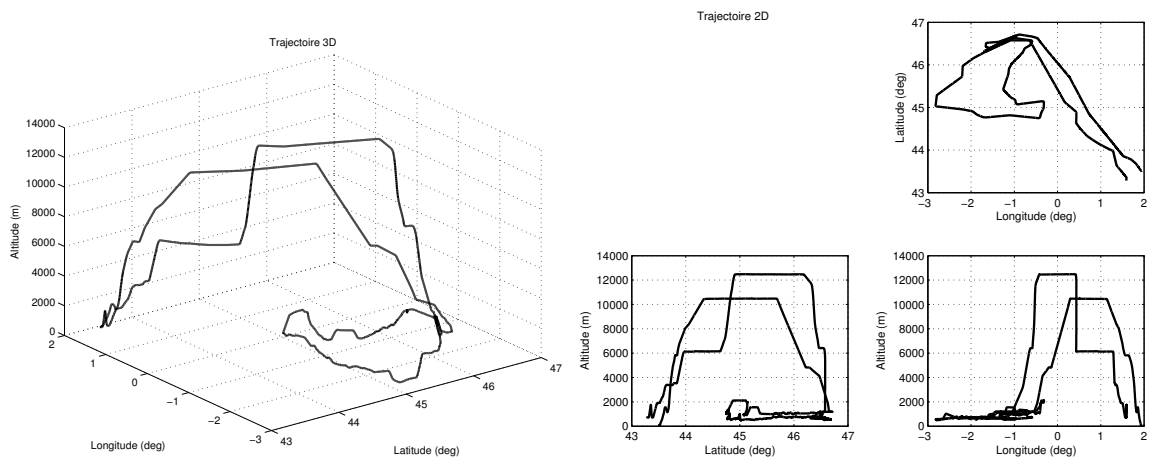 Trajectoire 3D
14000
12000
10000
8000
6000
4000
2000
0
Altitude (m)
2
1
0
−1
−2
−3
Longitude (deg)
43
44
45
46
47
Latitude (deg)
Trajectoire 2D
47
46
45
44
43
Latitude (deg)
−3 −2 −1 0 1 2
Longitude (deg)
14000
12000
10000
8000
6000
4000
2000
0
Altitude (m)
43 44 45 46 47
Latitude (deg)
14000
12000
10000
8000
6000
4000
2000
0
Altitude (m)
−3 −2 −1 0 1 2
Longitude (deg)